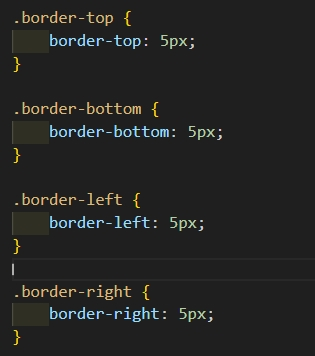 .border-top {
    border-top: 5px;
}

.border-bottom {
    border-bottom: 5px;
}

.border-left {
    border-left: 5px;
}

.border-right {
    border-right: 5px;
}